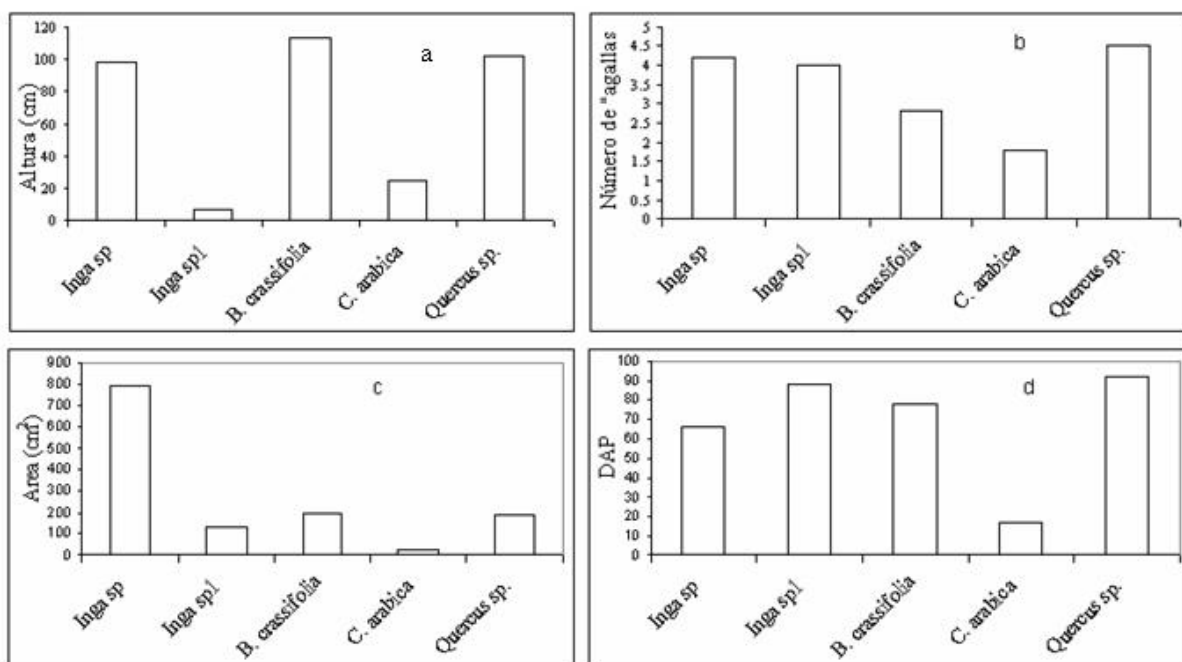 a
Altura (cm)
120
100
80
60
40
20
0
Inga sp
Inga sp1
B. crassifolia
C. arabica
Quercus sp.
b
Número de "agallas
5
4.5
4
3.5
3
2.5
2
1.5
1
0.5
0
Inga sp
Inga sp1
B. crassifolia
C. arabica
Quercus sp.
c
Area (cm²)
900
800
700
600
500
400
300
200
100
0
Inga sp
Inga sp1
B. crassifolia
C. arabica
Quercus sp.
d
DAP
100
90
80
70
60
50
40
30
20
10
0
Inga sp
Inga sp1
B. crassifolia
C. arabica
Quercus sp.